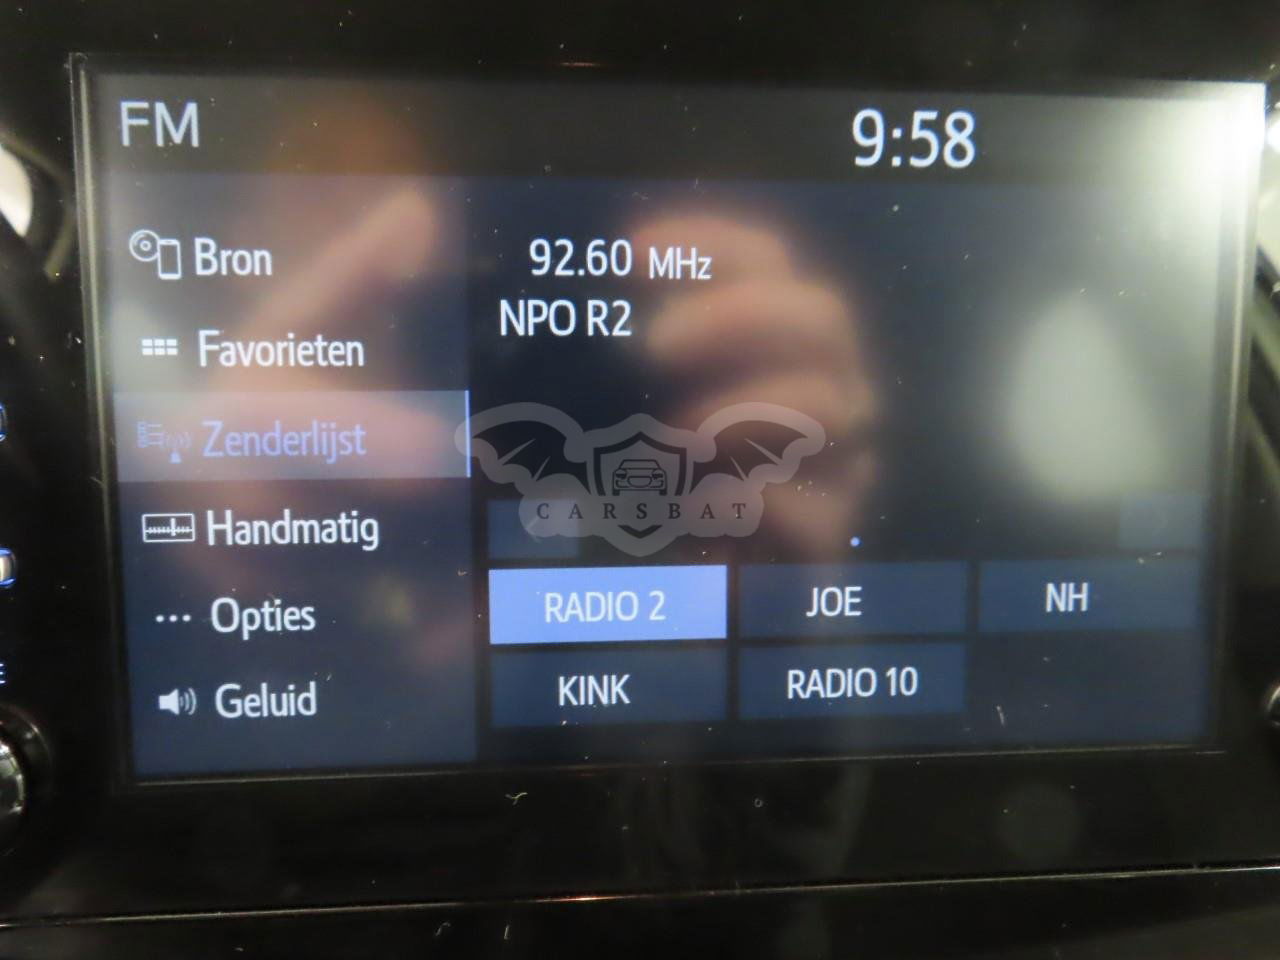 FM
9:58
Bron
Favorieten
Zenderlijst
Handmatig
Opties
Geluid
92.60 MHz
NPO R2
CARSBAT
RADIO 2
JOE
NH
KINK
RADIO 10